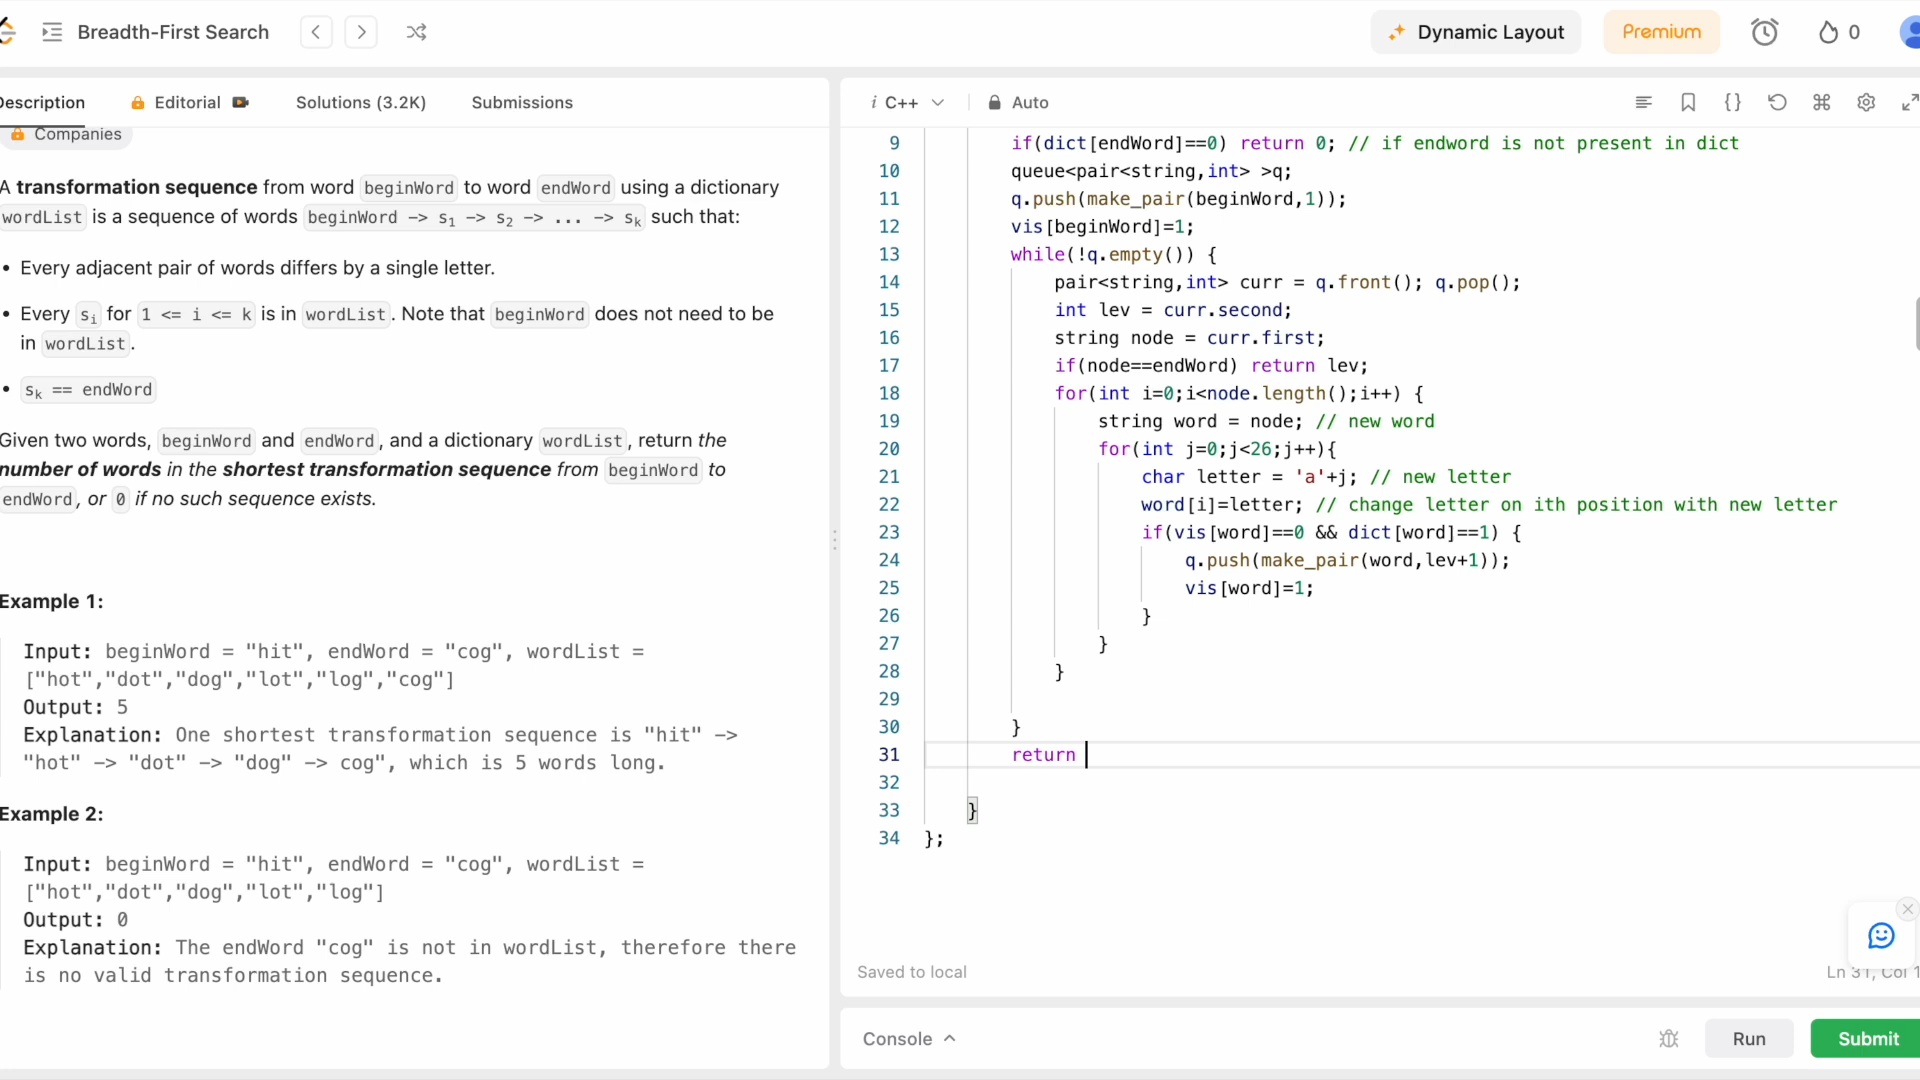 Breadth-First Search
Dynamic Layout
Premium
0
Description
Editorial
Solutions (3.2K)
Submissions
Companies
A transformation sequence from word beginWord to word endWord using a dictionary
wordList is a sequence of words beginWord -> s1 -> s2 -> ... -> sk such that:
• Every adjacent pair of words differs by a single letter.
• Every si for 1 <= i <= k is in wordList. Note that beginWord does not need to be
in wordList.
• sk == endWord
Given two words, beginWord and endWord, and a dictionary wordList, return the
number of words in the shortest transformation sequence from beginWord to
endWord, or 0 if no such sequence exists.
Example 1:
Input: beginWord = "hit", endWord = "cog", wordList =
["hot","dot","dog","lot","log","cog"]
Output: 5
Explanation: One shortest transformation sequence is "hit" ->
"hot" -> "dot" -> "dog" -> cog", which is 5 words long.
Example 2:
Input: beginWord = "hit", endWord = "cog", wordList =
["hot","dot","dog","lot","log"]
Output: 0
Explanation: The endWord "cog" is not in wordList, therefore there
is no valid transformation sequence.
i C++
Auto
{}
9 if(dict[endWord]==0) return 0; // if endword is not present in dict
10 queue<pair<string,int> >q;
11 q.push(make_pair(beginWord,1));
12 vis[beginWord]=1;
13 while(!q.empty()) {
14 pair<string,int> curr = q.front(); q.pop();
15 int lev = curr.second;
16 string node = curr.first;
17 if(node==endWord) return lev;
18 for(int i=0;i<node.length();i++) {
19 string word = node; // new word
20 for(int j=0;j<26;j++){
21 char letter = 'a'+j; // new letter
22 word[i]=letter; // change letter on ith position with new letter
23 if(vis[word]==0 && dict[word]==1) {
24 q.push(make_pair(word,lev+1));
25 vis[word]=1;
26 }
27 }
28 }
29
30 }
31 return
32
33 }
34 };
Saved to local
Ln 31, Col 1
Console
Run
Submit